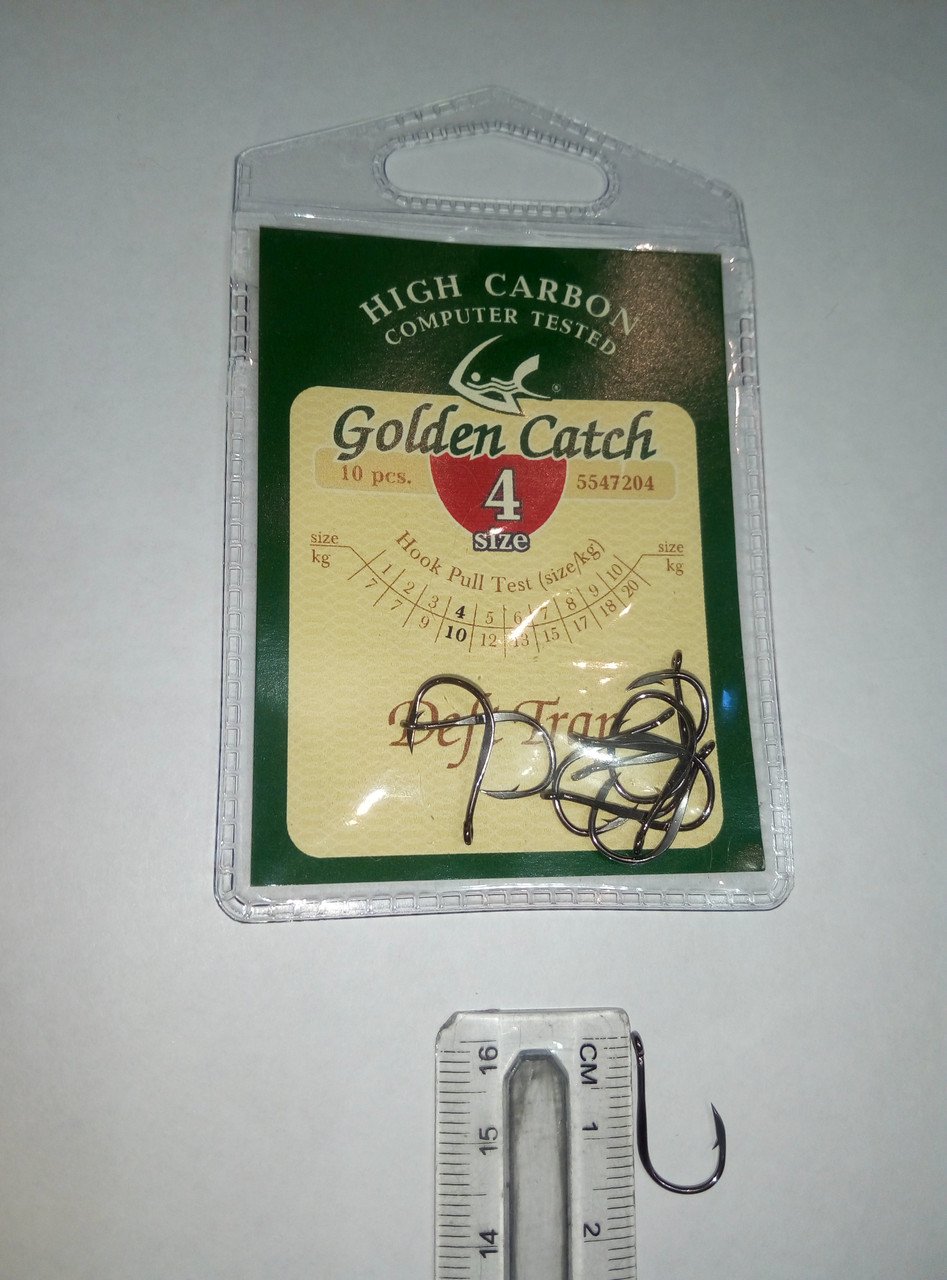 HIGH CARBON
COMPUTER TESTED
®
Golden Catch
10 pcs. 4 5547204
size
Hook Pull Test (size/kg)
size 1 2 3 4 5 6 7 8 9 10 size
kg 7 7 9 10 12 13 15 17 18 20 kg
Deft Trap
16 CM
15 1
14 2